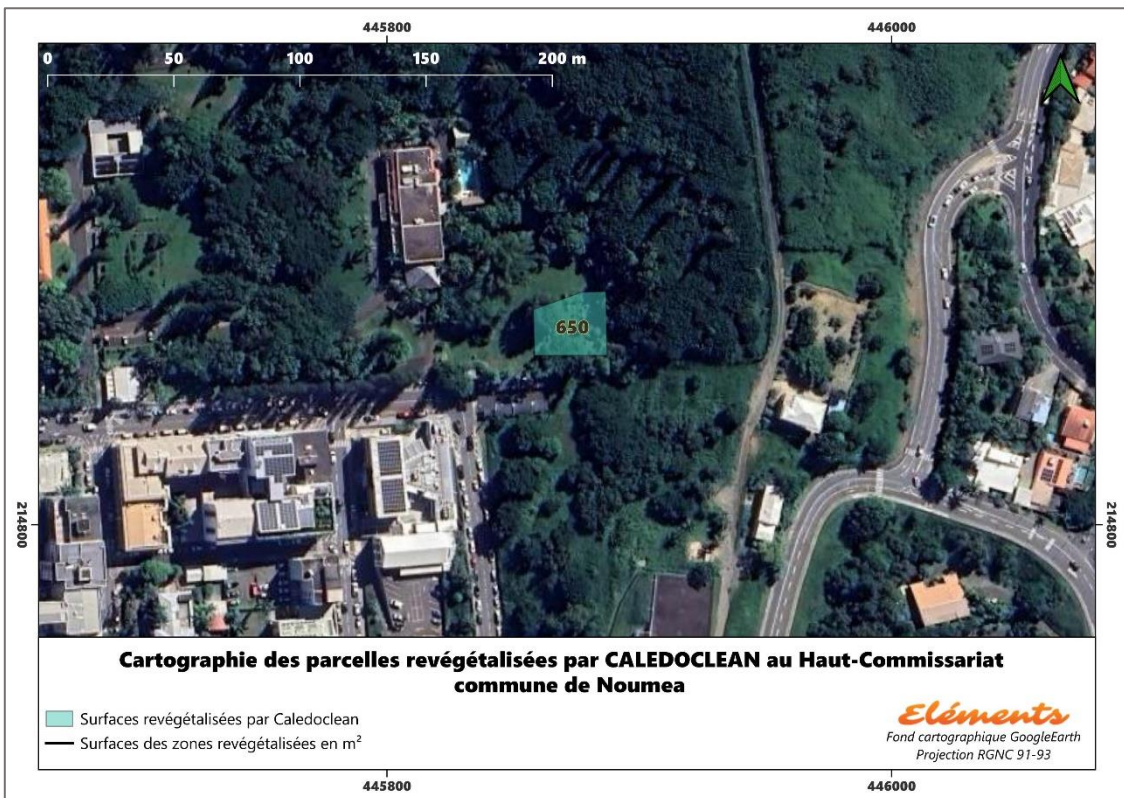 445800 446000
0 50 100 150 200 m
650
214800 214800
Cartographie des parcelles revégétalisées par CALEDOCLEAN au Haut-Commissariat
commune de Noumea
Surfaces revégétalisées par Caledoclean
Surfaces des zones revégétalisées en m²
Eléments
Fond cartographique GoogleEarth
Projection RGNC 91-93
445800 446000